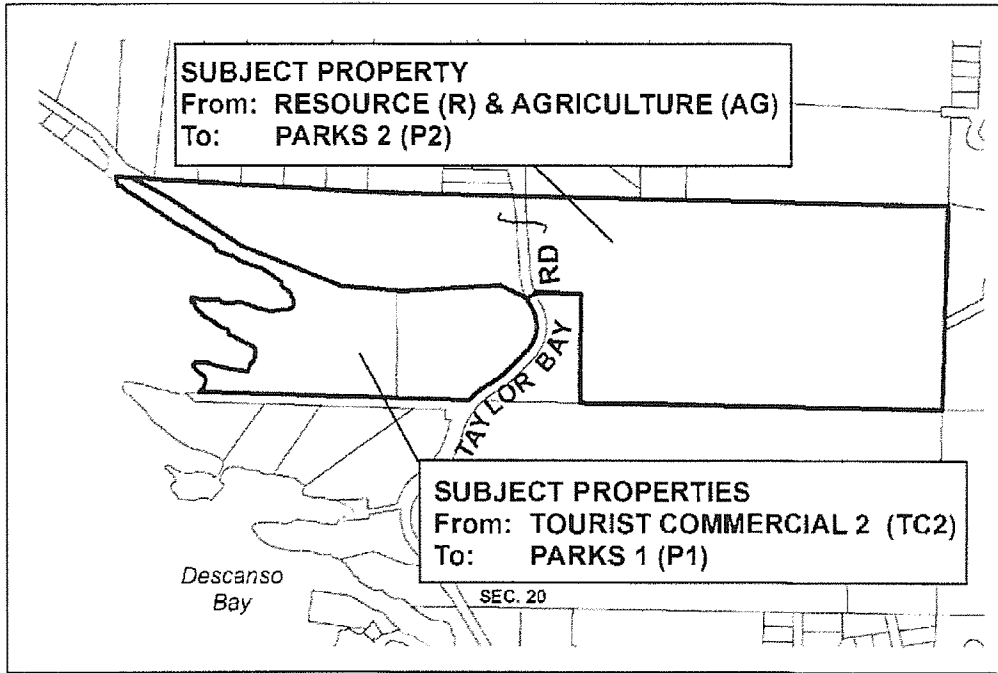 SUBJECT PROPERTY
From: RESOURCE (R) & AGRICULTURE (AG)
To: PARKS 2 (P2)
TAYLOR BAY RD
SUBJECT PROPERTIES
From: TOURIST COMMERCIAL 2 (TC2)
To: PARKS 1 (P1)
Descanso
Bay
SEC. 20